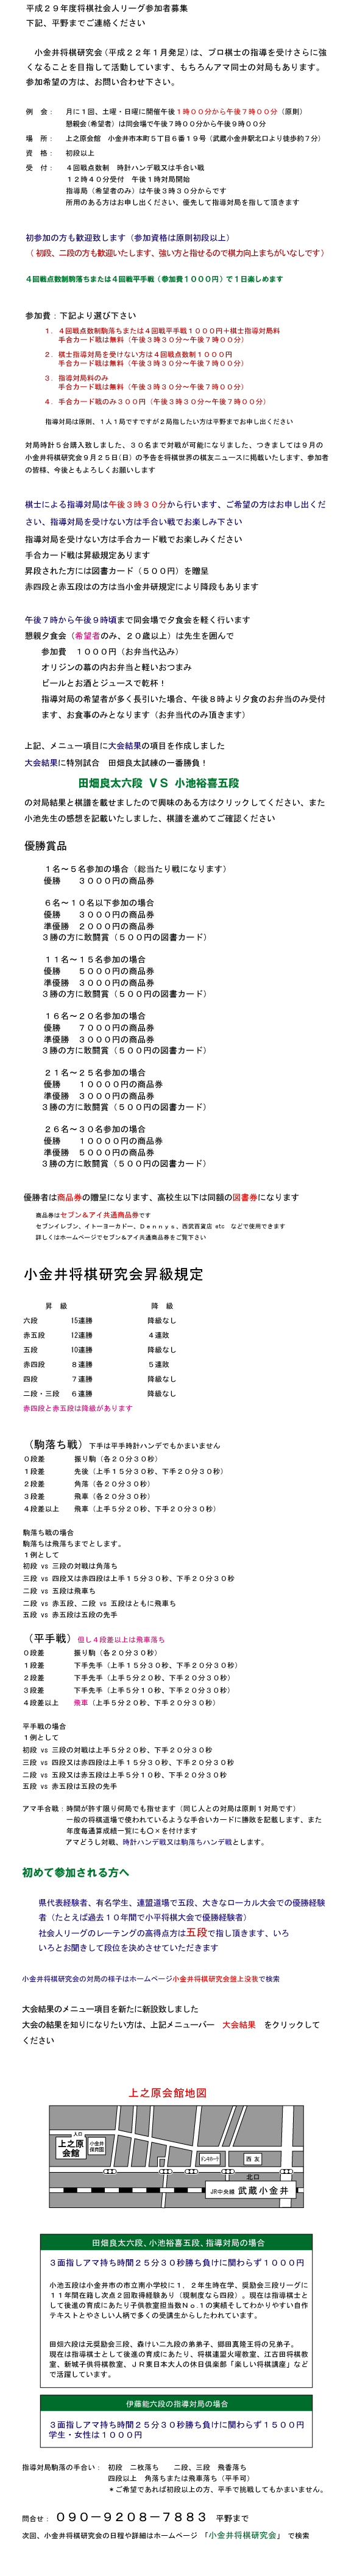 平成２９年度将棋社会人リーグ参加者募集
下記、平野までご連絡ください
小金井将棋研究会（平成２２年１月発足）は、プロ棋士の指導を受けさらに強
くなることを目指して活動しています、もちろんアマ同士の対局もあります。
参加希望の方は、お問い合わせ下さい。
例　会：　月に１回、土曜・日曜に開催午後１時００分から午後７時００分（原則）
懇親会（希望者）は同会場で午後７時００分から午後９時００分
場　所：　上之原会館　小金井市本町５丁目６番１９号（武蔵小金井駅北口より徒歩約７分）
資　格：　初段以上
受　付：　４回戦点数制　時計ハンデ戦又は手合い戦
１２時４０分受付　午後１時対局開始
指導局（希望者のみ）は午後３時３０分からです
所用のある方はお申し出ください、優先して指導対局を指して頂きます
初参加の方も歓迎致します（参加資格は原則初段以上）
（初段、二段の方も歓迎いたします、強い方と指せるので棋力向上まちがいなしです）
４回戦点数制駒落ちまたは４回戦平手戦（参加費１０００円）で１日楽しめます
参加費：下記より選び下さい
１．４回戦点数制駒落ちまたは４回戦平手戦１０００円＋棋士指導対局料
手合カード戦は無料（午後３時３０分～午後７時００分）
２．棋士指導対局を受けない方は４回戦点数制１０００円
手合カード戦は無料（午後３時３０分～午後７時００分）
３．指導対局料のみ
手合カード戦は無料（午後３時３０分～午後７時００分）
４．手合カード戦のみ３００円（午後３時３０分～午後７時００分）
指導対局は原則、１人１局ですですが２局指したい方は平野までお申し出ください
対局時計５台購入致しました、３０名まで対戦が可能になりました、つきましては９月の
小金井将棋研究会９月２５日（日）の予告を将棋世界の棋友ニュースに掲載いたします、参加者
の皆様、今後ともよろしくお願いします
棋士による指導対局は午後３時３０分から行います、ご希望の方はお申し出くだ
さい、指導対局を受けない方は手合い戦でお楽しみ下さい
指導対局を受けない方は手合カード戦でお楽しみください
手合カード戦は昇級規定あります
昇段された方には図書カード（５００円）を贈呈
赤四段と赤五段はの方は当小金井研規定により降段もあります
午後７時から午後９時頃まで同会場で夕食会を軽く行います
懇親夕食会（希望者のみ、２０歳以上）は先生を囲んで
参加費　１０００円（お弁当代込み）
オリジンの幕の内お弁当と軽いおつまみ
ビールとお酒とジュースで乾杯！
指導対局の希望者が多く長引いた場合、午後８時より夕食のお弁当のみ受付
ます、お食事のみとなります（お弁当代のみ頂きます）
上記、メニュー項目に大会結果の項目を作成しました
大会結果に特別試合　田畑良太試練の一番勝負！
田畑良太六段 ＶＳ 小池裕喜五段
の対局結果と棋譜を載せましたので興味のある方はクリックしてください、また
小池先生の感想を記載いたしました、棋譜を進めてご確認ください
優勝賞品
１名～５名参加の場合（総当たり戦になります）
優勝　　３０００円の商品券
６名～１０名以下参加の場合
優勝　　３０００円の商品券
準優勝　２０００円の商品券
３勝の方に敢闘賞（５００円の図書カード）
１１名～１５名参加の場合
優勝　　５０００円の商品券
準優勝　３０００円の商品券
３勝の方に敢闘賞（５００円の図書カード）
１６名～２０名参加の場合
優勝　　７０００円の商品券
準優勝　３０００円の商品券
３勝の方に敢闘賞（５００円の図書カード）
２１名～２５名参加の場合
優勝　　１００００円の商品券
準優勝　３０００円の商品券
３勝の方に敢闘賞（５００円の図書カード）
２６名～３０名参加の場合
優勝　　１００００円の商品券
準優勝　５０００円の商品券
３勝の方に敢闘賞（５００円の図書カード）
優勝者は商品券の贈呈になります、高校生以下は同額の図書券になります
商品券はセブン＆アイ共通商品券です
セブンイレブン、イトーヨーカドー、Ｄｅｎｎｙｓ、西武百貨店 etc　などで使用できます
詳しくはホームページでセブン＆アイ共通商品券をご覧下さい
小金井将棋研究会昇級規定
昇　級　　降　級
六段　15連勝　降級なし
赤五段　12連勝　４連敗
五段　10連勝　降級なし
赤四段　８連勝　５連敗
四段　７連勝　降級なし
二段・三段　６連勝　降級なし
赤四段と赤五段は降級があります
（駒落ち戦）下手は平手時計ハンデでもかまいません
０段差　振り駒（各２０分３０秒）
１段差　先後（上手１５分３０秒、下手２０分３０秒）
２段差　角落（各２０分３０秒）
３段差　飛車（各２０分３０秒）
４段差以上　飛車（上手５分２０秒、下手２０分３０秒）
駒落ち戦の場合
駒落ちは飛落ちまでとします。
１例として
初段 vs 三段の対戦は角落ち
三段 vs 四段又は赤四段は上手１５分３０秒、下手２０分３０秒
二段 vs 五段は飛車ち
二段 vs 赤五段、二段 vs 五段はともに飛車ち
五段 vs 赤五段は五段の先手
（平手戦）但し４段差以上は飛車落ち
０段差　振り駒（各２０分３０秒）
１段差　下手先手（上手１５分３０秒、下手２０分３０秒）
２段差　下手先手（上手５分２０秒、下手２０分３０秒）
３段差　下手先手（上手５分１０秒、下手２０分３０秒）
４段差以上　飛車（上手５分２０秒、下手２０分３０秒）
平手戦の場合
１例として
初段 vs 三段の対戦は上手５分２０秒、下手２０分３０秒
三段 vs 四段又は赤四段は上手１５分３０秒、下手２０分３０秒
二段 vs 五段又は赤五段は上手５分１０秒、下手２０分３０秒
五段 vs 赤五段は五段の先手
アマ手合戦：時間が許す限り何局でも指せます（同じ人との対局は原則１対局です）
一般の将棋道場で使われているような手合いカードに勝敗を記載します、また
年度毎通算成績一覧にも〇×を付けます
アマどうし対戦、時計ハンデ戦又は駒落ちハンデ戦とします。
初めて参加される方へ
県代表経験者、有名学生、連盟道場で五段、大きなローカル大会での優勝経験
者（たとえば過去１０年間で小平将棋大会で優勝経験者）
社会人リーグのレーテングの高得点方は五段で指し頂きます、いろ
いろとお聞きして段位を決めさせていただきます
小金井将棋研究会の対局の様子はホームページ小金井将棋研究会盤上没我で検索
大会結果のメニュー項目を新たに新設致しました
大会の結果を知りになりたい方は、上記メニューバー　大会結果　をクリックして
ください
上之原会館地図
入口
上之原
会館
小金井
保育園
ドン・キホーテ
西 友
北口
JR中央線 武蔵小金井
田畑良太六段、小池裕喜五段、指導対局の場合
３面指しアマ持ち時間２５分３０秒勝ち負けに関わらず１０００円
小池五段は小金井市の市立南小学校に１，２年生時在学、奨励会三段リーグに
１１年間在籍し次点２回取得経験あり（現制度なら四段）。現在は指導棋士と
して後進の育成にあたり子供教室担当数Ｎｏ.１の実績そしてわかりやすい自作
テキストとやさしい人柄で多くの受講生からしたわれています。
田畑六段は元奨励会三段、森けい二九段の弟弟子、郷田真隆王将の兄弟子。
現在は指導棋士として後進の育成にあたり、将棋連盟火曜教室、江古田将棋教
室、新城子供将棋教室、ＪＲ東日本大人の休日倶楽部「楽しい将棋講座」など
で活躍しています。
伊藤能六段の指導対局の場合
３面指しアマ持ち時間２５分３０秒勝ち負けに関わらず１５００円
学生・女性は１０００円
指導対局駒落の手合い：　初段　二枚落ち　　二段、三段　飛香落ち
四段以上　角落ちまたは飛車落ち（平手可）
＊ご希望であれば初段以上の方、平手で挑戦してもかまいません。
問合せ：　０９０－９２０８－７８８３　平野まで
次回、小金井将棋研究会の日程や詳細はホームページ　「小金井将棋研究会」　で検索